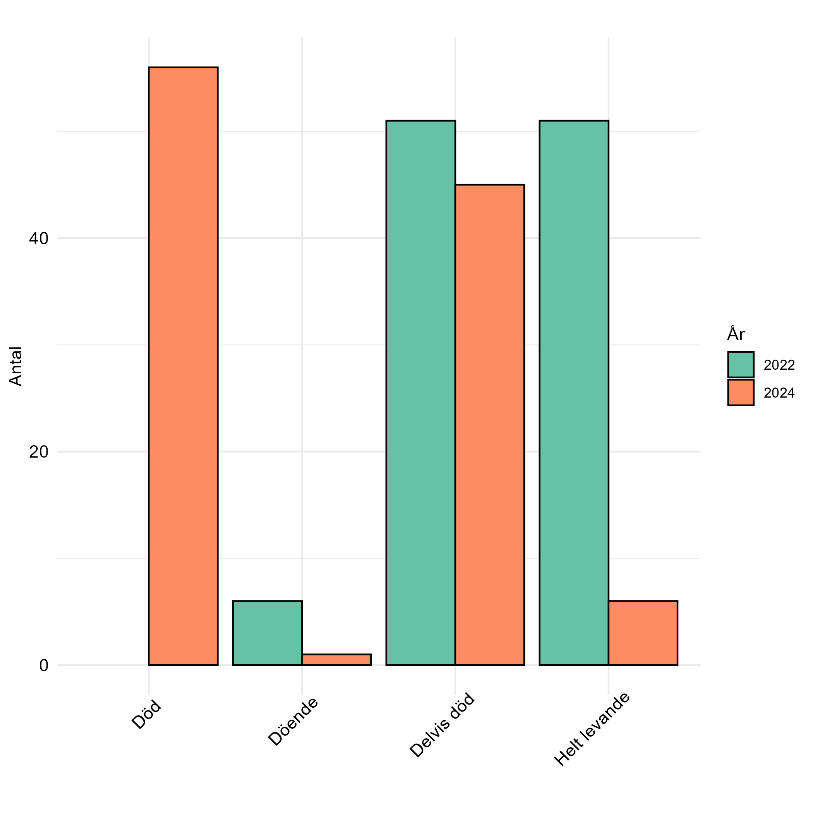 Antal
40
20
0
Död
Döende
Delvis död
Helt levande
År
2022
2024